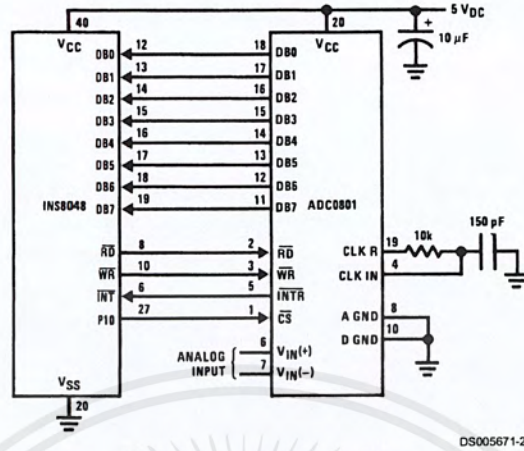 5 VDC
40
20
+
10 µF
VCC
VCC
DB0 12 18 DB0
DB1 13 17 DB1
DB2 14 16 DB2
DB3 15 15 DB3
DB4 16 14 DB4
DB5 17 13 DB5
DB6 18 12 DB6
DB7 19 11 DB7
INS8048
ADC0801
150 pF
10k
RD 8 2 RD
CLK R 19
WR 10 3 WR
CLK IN 4
INT 6 5 INTR
P10 27 1 CS
A GND 8
D GND 10
ANALOG INPUT
6 VIN(+)
7 VIN(−)
VSS
20
DS005671-2